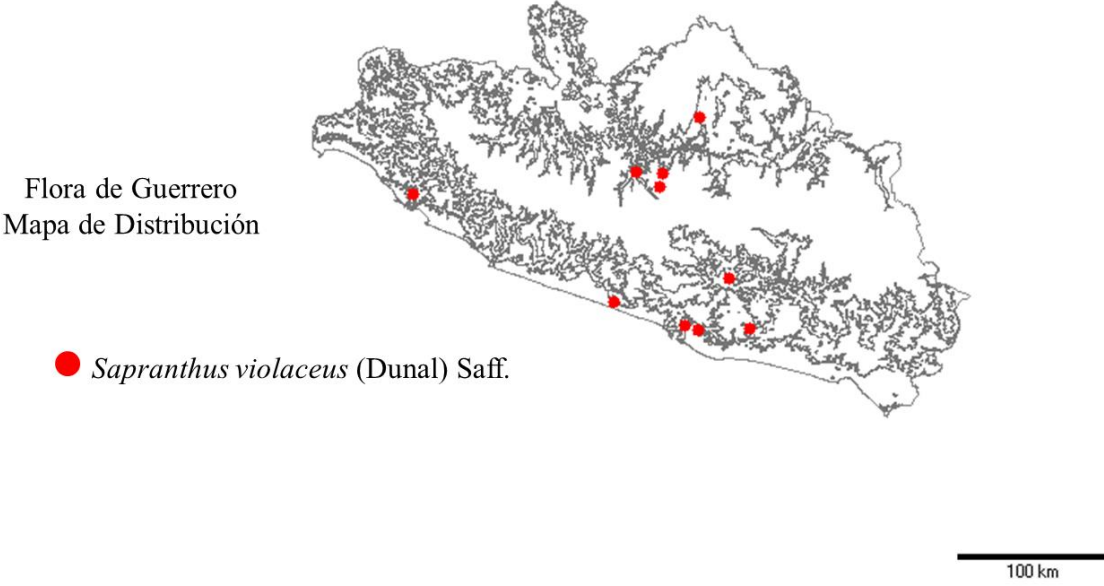 Flora de Guerrero
Mapa de Distribución
Sapranthus violaceus (Dunal) Saff.
100 km